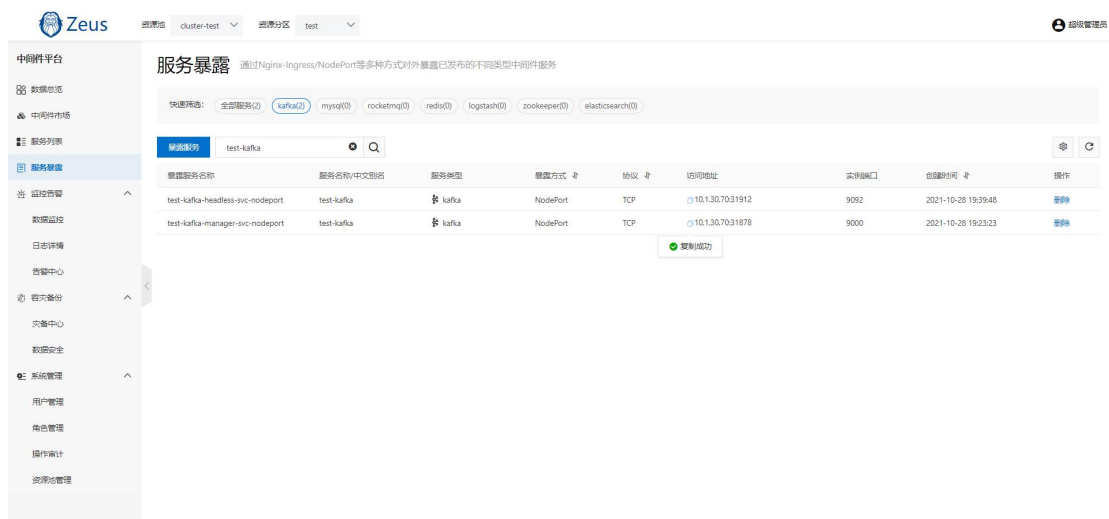 Zeus
资源池 cluster-test 资源分区 test
超级管理员
中间件平台
数据总览
中间件市场
服务列表
服务暴露
监控告警
数据监控
日志详情
告警中心
容灾备份
灾备中心
数据安全
系统管理
用户管理
角色管理
操作审计
资源池管理
服务暴露 通过Nginx-Ingress/NodePort等多种方式对外暴露已发布的不同类型中间件服务
快速筛选: 全部服务(2) kafka(2) mysql(0) rocketmq(0) redis(0) logstash(0) zookeeper(0) elasticsearch(0)
暴露服务 test-kafka
暴露服务名称 服务名称/中文别名 服务类型 暴露方式 协议 访问地址 实例端口 创建时间 操作
test-kafka-headless-svc-nodeport test-kafka kafka NodePort TCP 10.1.30.70:31912 9092 2021-10-28 19:39:48 删除
test-kafka-manager-svc-nodeport test-kafka kafka NodePort TCP 10.1.30.70:31878 9000 2021-10-28 19:23:23 删除
复制成功